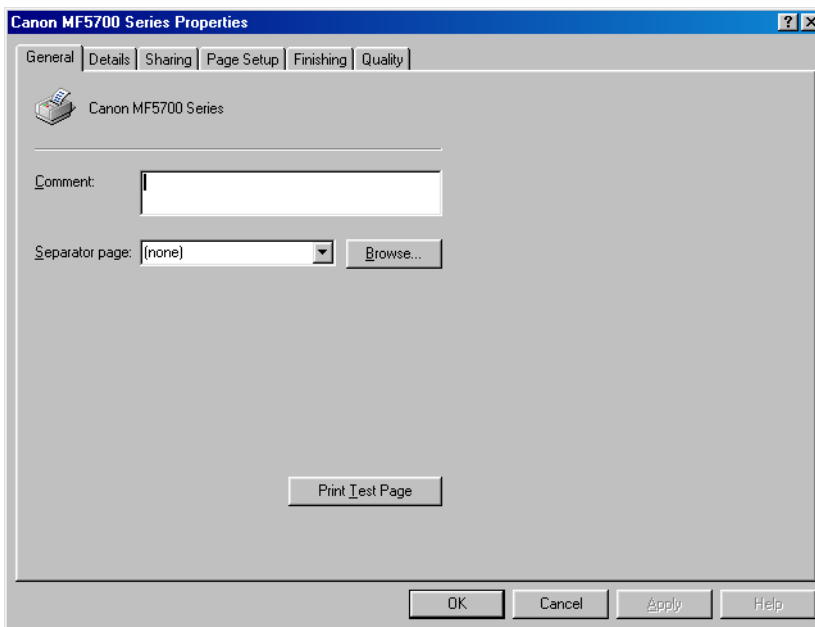 Canon MF5700 Series Properties
General Details Sharing Page Setup Finishing Quality
Canon MF5700 Series
Comment:
Separator page: (none) Browse...
Print Test Page
OK Cancel Apply Help